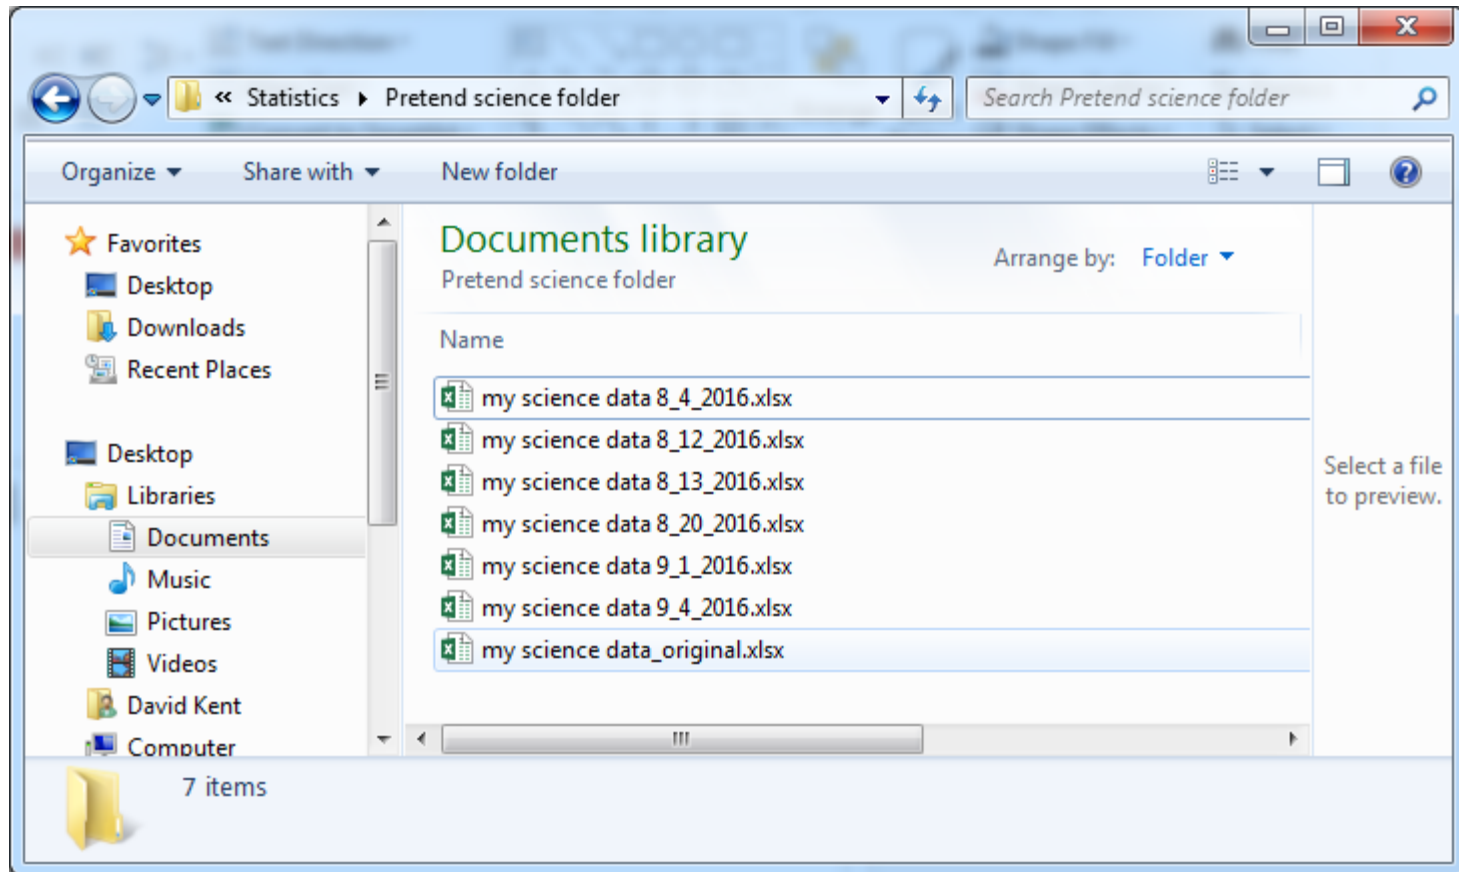 « Statistics ▸ Pretend science folder
Search Pretend science folder
Organize
Share with
New folder
Favorites
Desktop
Downloads
Recent Places
Desktop
Libraries
Documents
Music
Pictures
Videos
David Kent
Computer
Documents library
Pretend science folder
Arrange by: Folder
Name
my science data 8_4_2016.xlsx
my science data 8_12_2016.xlsx
my science data 8_13_2016.xlsx
my science data 8_20_2016.xlsx
my science data 9_1_2016.xlsx
my science data 9_4_2016.xlsx
my science data_original.xlsx
Select a file
to preview.
7 items